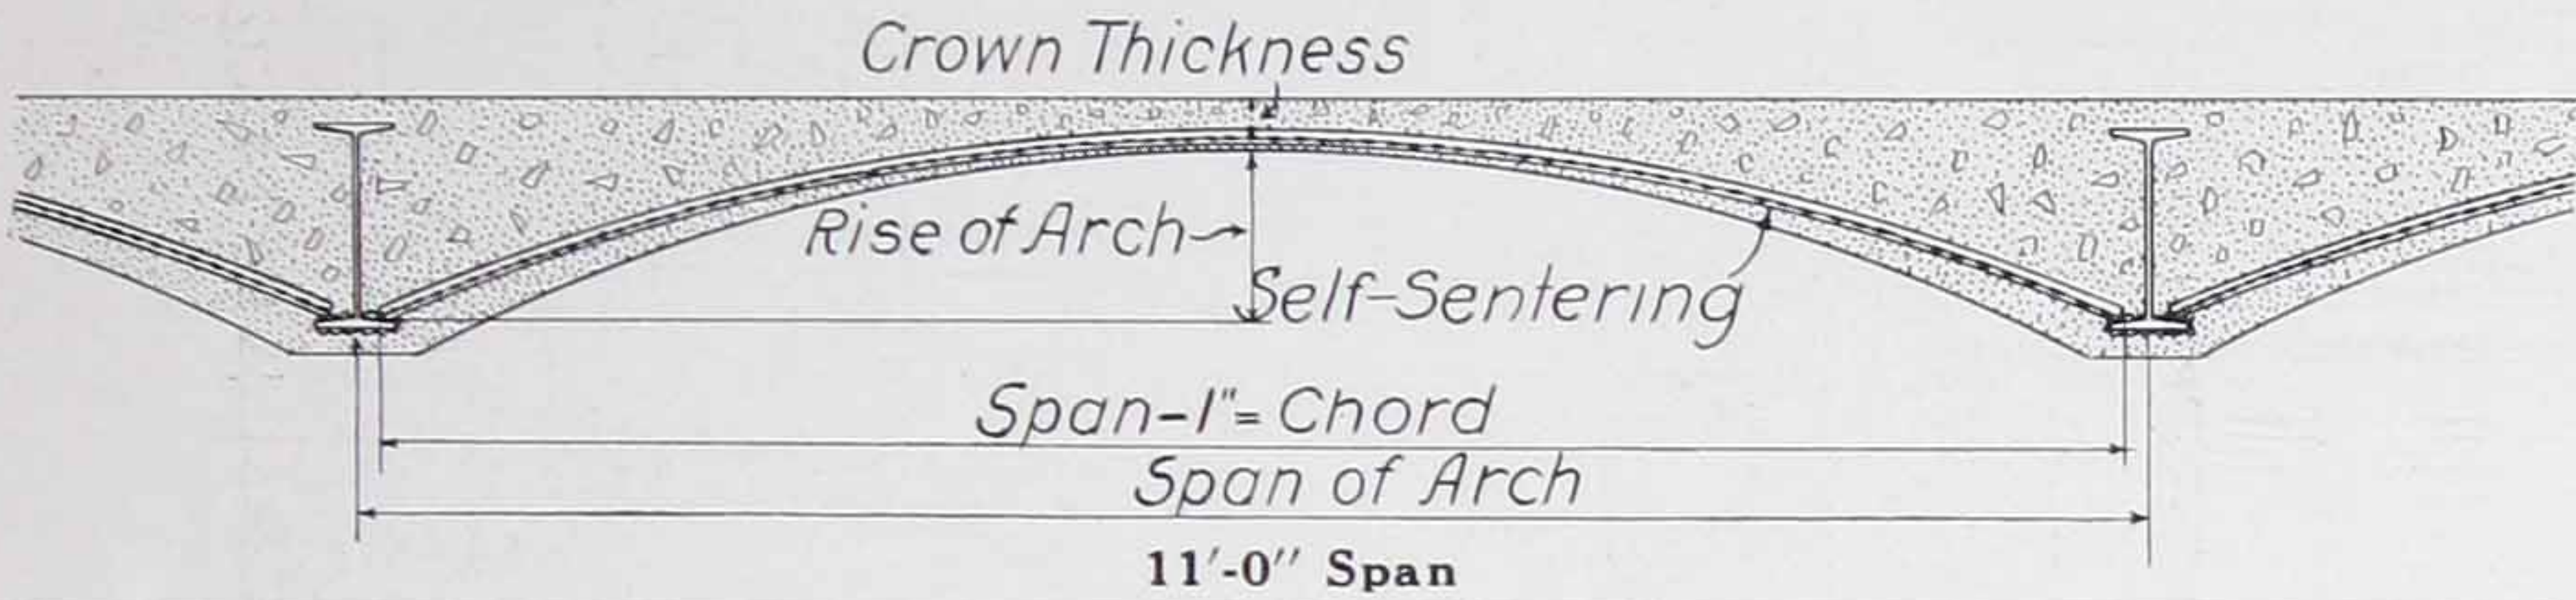 Crown Thickness
Rise of Arch
Self-Sentering
Span-1"= Chord
Span of Arch
11'-0" Span